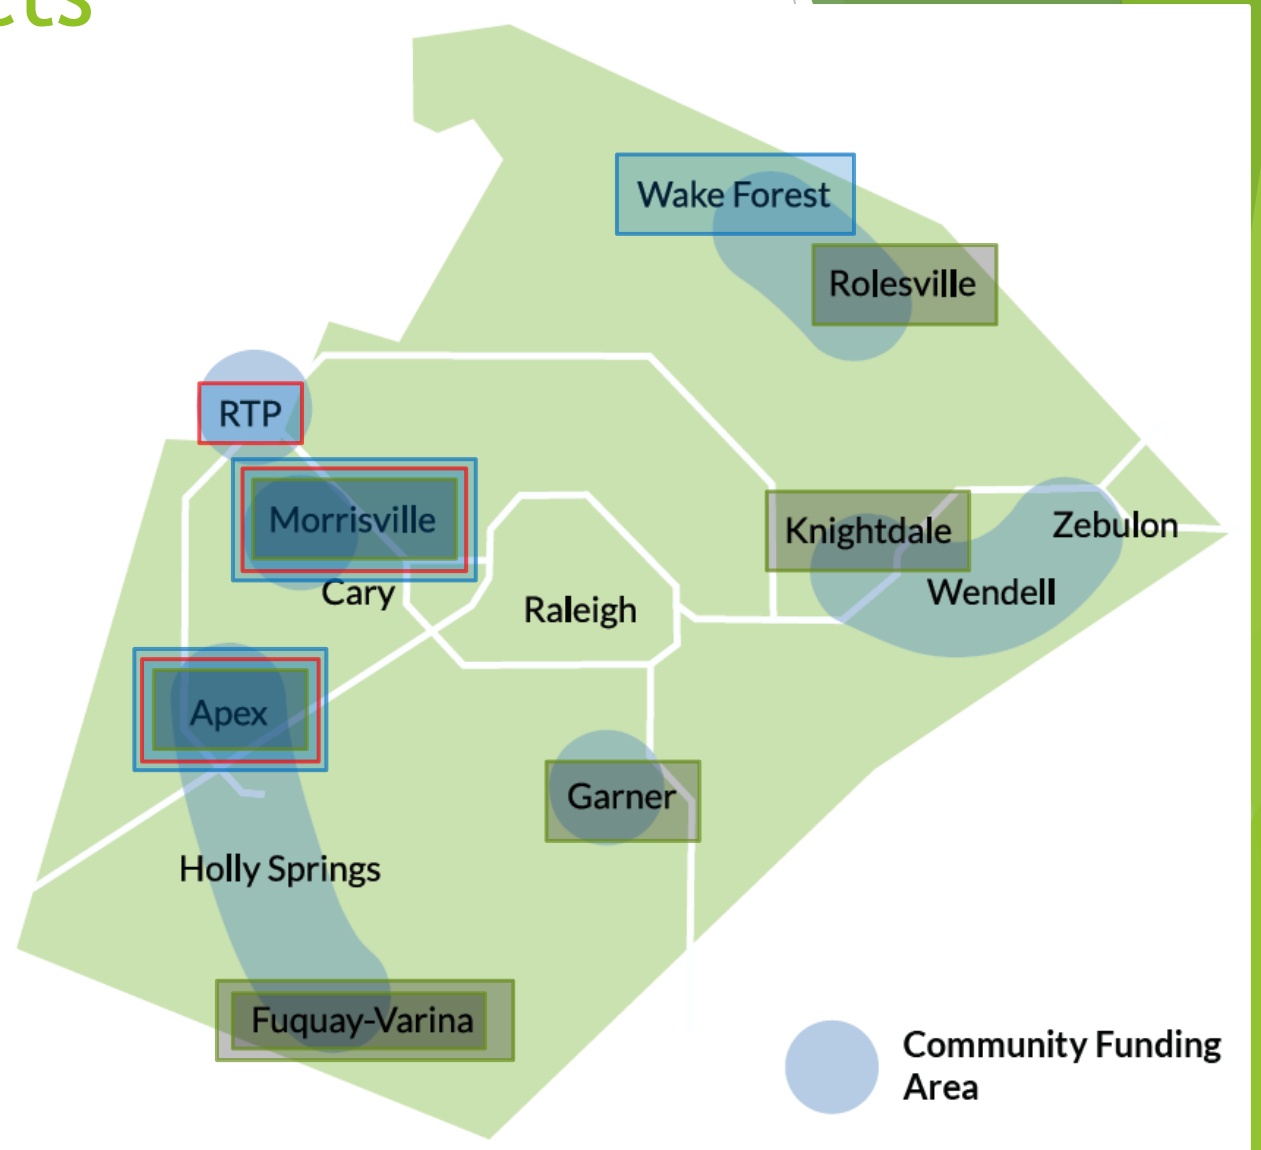 Wake Forest
Rolesville
RTP
Morrisville
Knightdale
Zebulon
Cary
Raleigh
Wendell
Apex
Garner
Holly Springs
Fuquay-Varina
Community Funding
Area